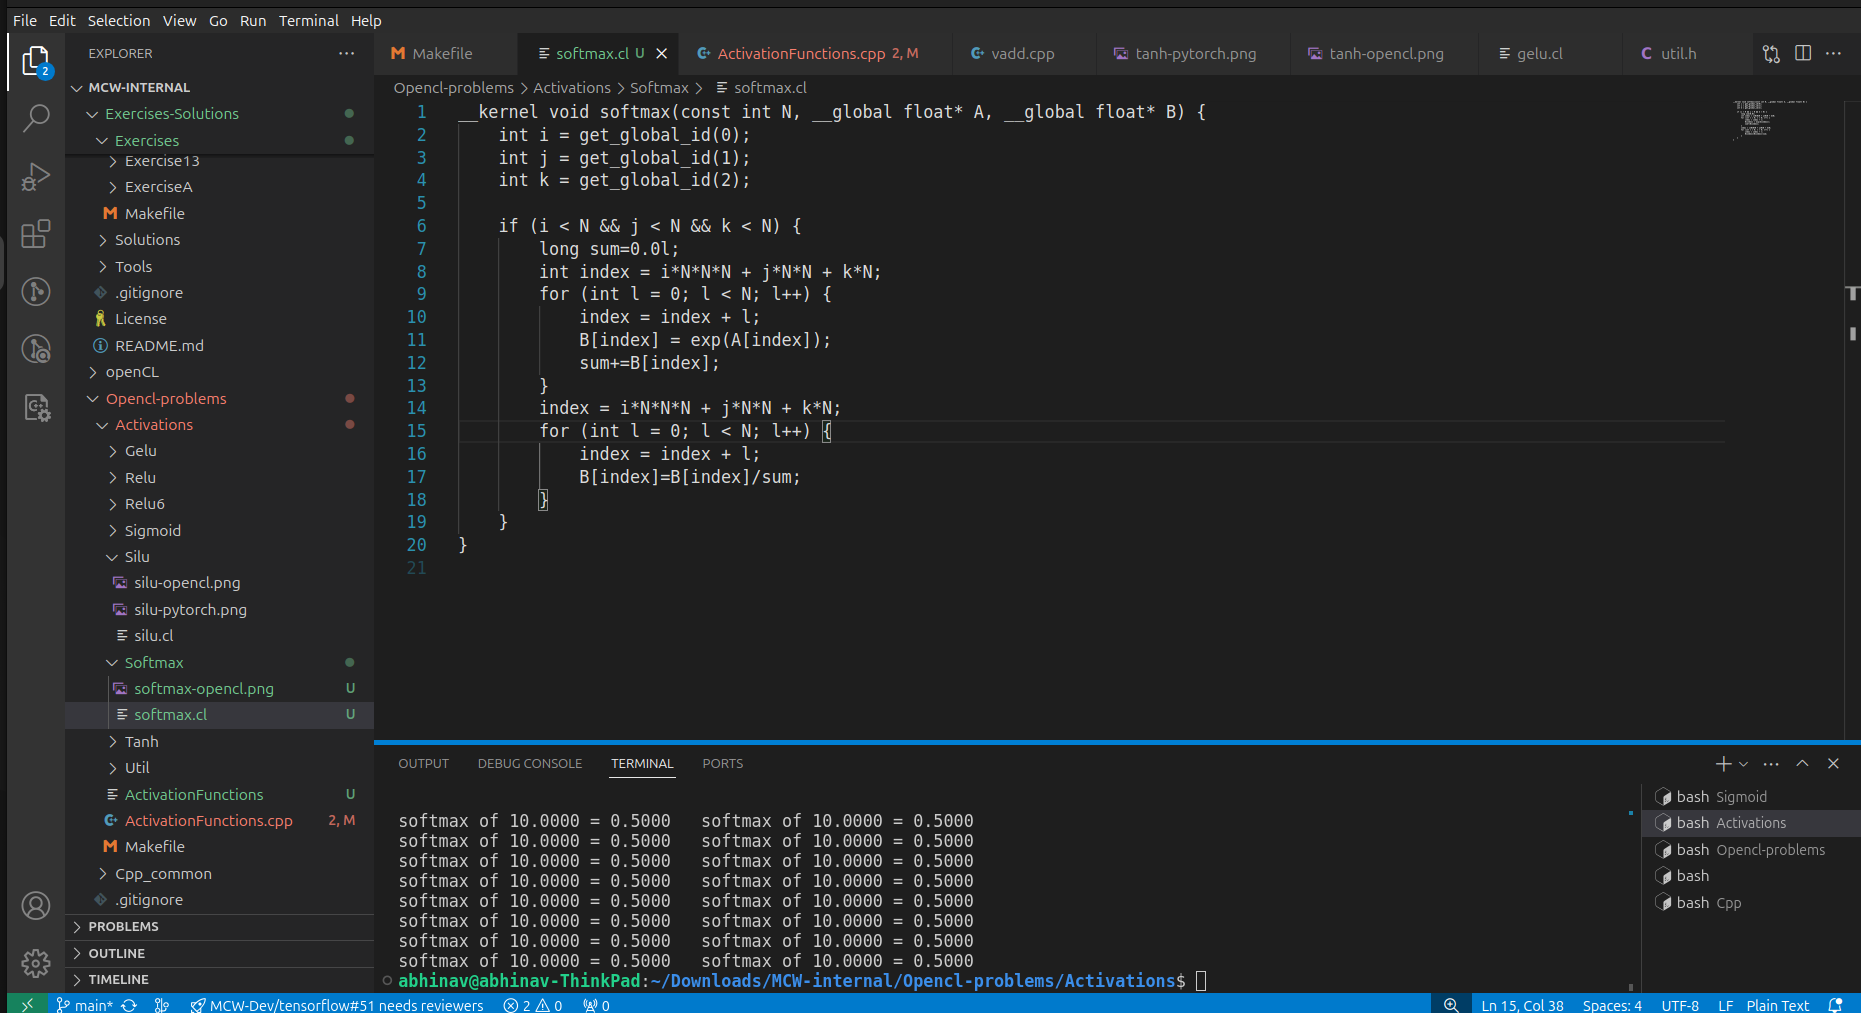 File Edit Selection View Go Run Terminal Help
EXPLORER
MCW-INTERNAL
Exercises-Solutions
Exercises
Exercise13
ExerciseA
Makefile
Solutions
Tools
.gitignore
License
README.md
openCL
Opencl-problems
Activations
Gelu
Relu
Relu6
Sigmoid
Silu
silu-opencl.png
silu-pytorch.png
silu.cl
Softmax
softmax-opencl.png U
softmax.cl U
Tanh
Util
ActivationFunctions U
ActivationFunctions.cpp 2, M
Makefile
Cpp_common
.gitignore
PROBLEMS
OUTLINE
TIMELINE
2
Makefile softmax.cl U ActivationFunctions.cpp 2, M vadd.cpp tanh-pytorch.png tanh-opencl.png gelu.cl util.h
Opencl-problems > Activations > Softmax > softmax.cl
1 __kernel void softmax(const int N, __global float* A, __global float* B) {
2 int i = get_global_id(0);
3 int j = get_global_id(1);
4 int k = get_global_id(2);
5
6 if (i < N && j < N && k < N) {
7 long sum=0.0l;
8 int index = i*N*N*N + j*N*N + k*N;
9 for (int l = 0; l < N; l++) {
10 index = index + l;
11 B[index] = exp(A[index]);
12 sum+=B[index];
13 }
14 index = i*N*N*N + j*N*N + k*N;
15 for (int l = 0; l < N; l++) {
16 index = index + l;
17 B[index]=B[index]/sum;
18 }
19 }
20 }
21
OUTPUT DEBUG CONSOLE TERMINAL PORTS
softmax of 10.0000 = 0.5000 softmax of 10.0000 = 0.5000
softmax of 10.0000 = 0.5000 softmax of 10.0000 = 0.5000
softmax of 10.0000 = 0.5000 softmax of 10.0000 = 0.5000
softmax of 10.0000 = 0.5000 softmax of 10.0000 = 0.5000
softmax of 10.0000 = 0.5000 softmax of 10.0000 = 0.5000
softmax of 10.0000 = 0.5000 softmax of 10.0000 = 0.5000
softmax of 10.0000 = 0.5000 softmax of 10.0000 = 0.5000
softmax of 10.0000 = 0.5000 softmax of 10.0000 = 0.5000
abhinav@abhinav-ThinkPad:~/Downloads/MCW-internal/Opencl-problems/Activations$
bash Sigmoid
bash Activations
bash Opencl-problems
bash
bash Cpp
main* MCW-Dev/tensorflow#51 needs reviewers 2 0 0 Ln 15, Col 38 Spaces: 4 UTF-8 LF Plain Text